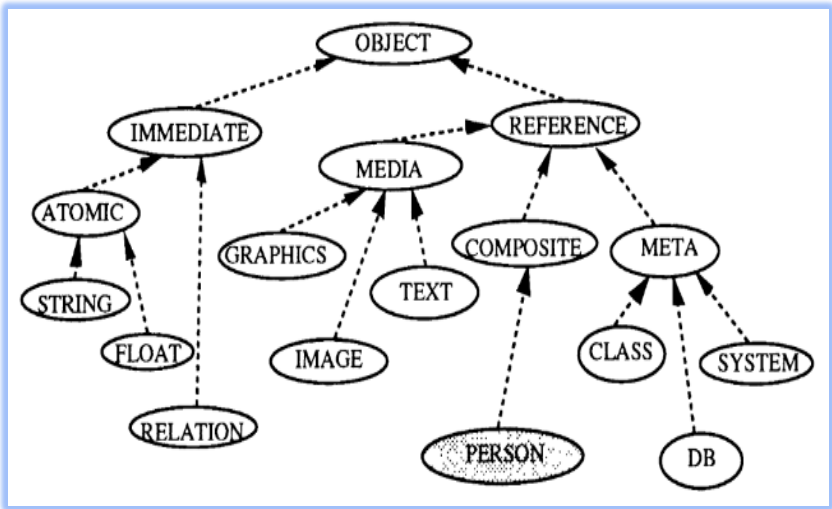 OBJECT
IMMEDIATE
REFERENCE
MEDIA
ATOMIC
GRAPHICS
COMPOSITE
META
STRING
TEXT
FLOAT
IMAGE
CLASS
SYSTEM
RELATION
PERSON
DB